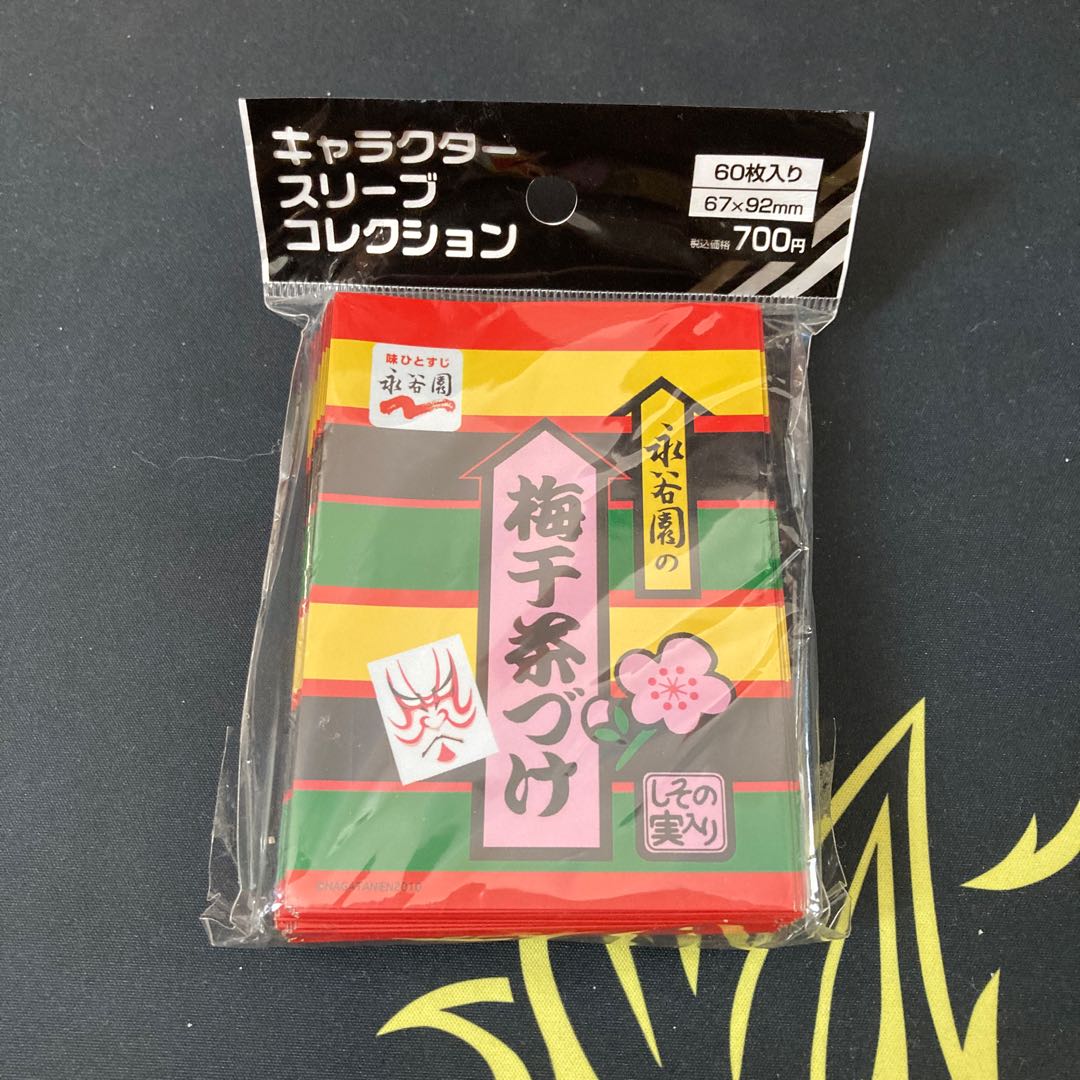 キャラクター
スリーブ
コレクション
60枚入り
67×92mm
税込価格 700円
味ひとすじ
永谷園
永谷園の
梅干茶づけ
しその
実入り
©NAGATANIEN2010